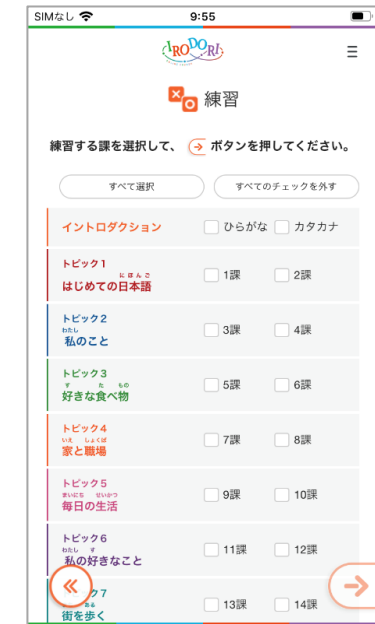 SIMなし 9:55
IRODORI
練習
練習する課を選択して、 ボタンを押してください。
すべて選択 すべてのチェックを外す
イントロダクション ひらがな カタカナ
トピック1
にほんご
はじめての日本語 1課 2課
トピック2
わたし
私のこと 3課 4課
トピック3
す た もの
好きな食べ物 5課 6課
トピック4
いえ しょくば
家と職場 7課 8課
トピック5
まいにち せいかつ
毎日の生活 9課 10課
トピック6
わたし す
私の好きなこと 11課 12課
7
ある
街を歩く 13課 14課